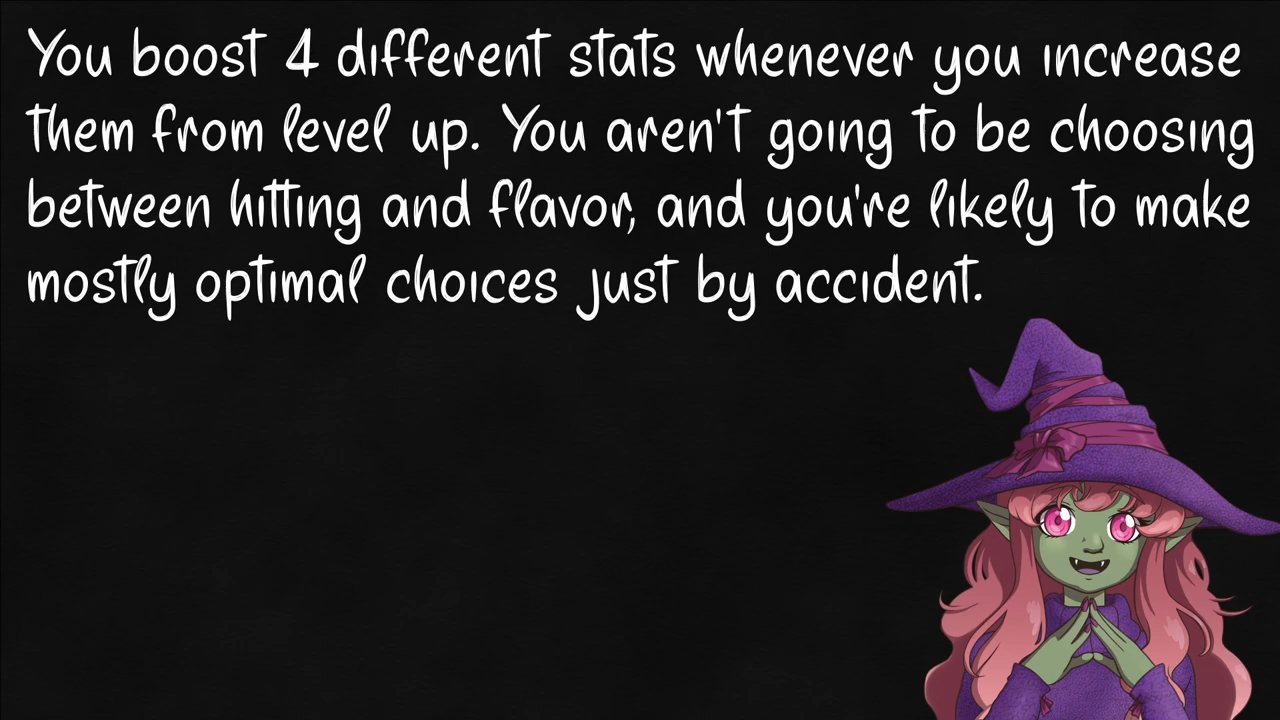 You boost 4 different stats whenever you increase
them from level up. You aren't going to be choosing
between hitting and flavor, and you're likely to make
mostly optimal choices just by accident.